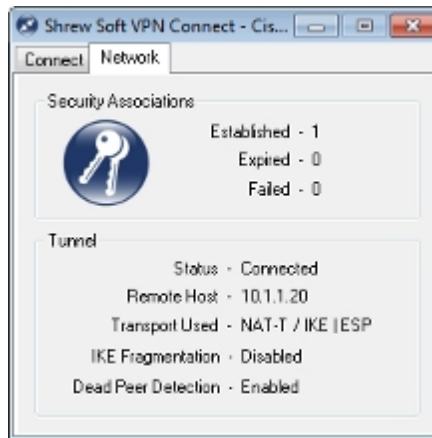 Shrew Soft VPN Connect - Cis...
Connect Network
Security Associations
Established - 1
Expired - 0
Failed - 0
Tunnel
Status - Connected
Remote Host - 10.1.1.20
Transport Used - NAT-T / IKE | ESP
IKE Fragmentation - Disabled
Dead Peer Detection - Enabled